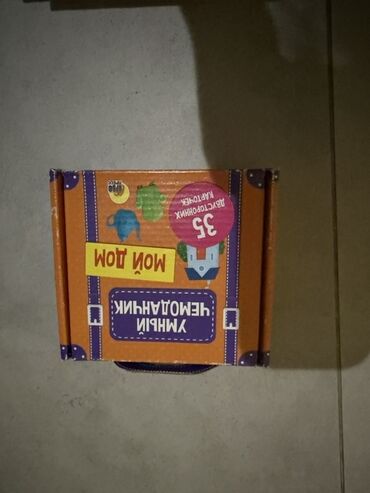 УМНЫЙ
ЧЕМОДАНЧИК
МОЙ ДОМ
35
ДВУСТОРОННИХ
КАРТОЧЕК